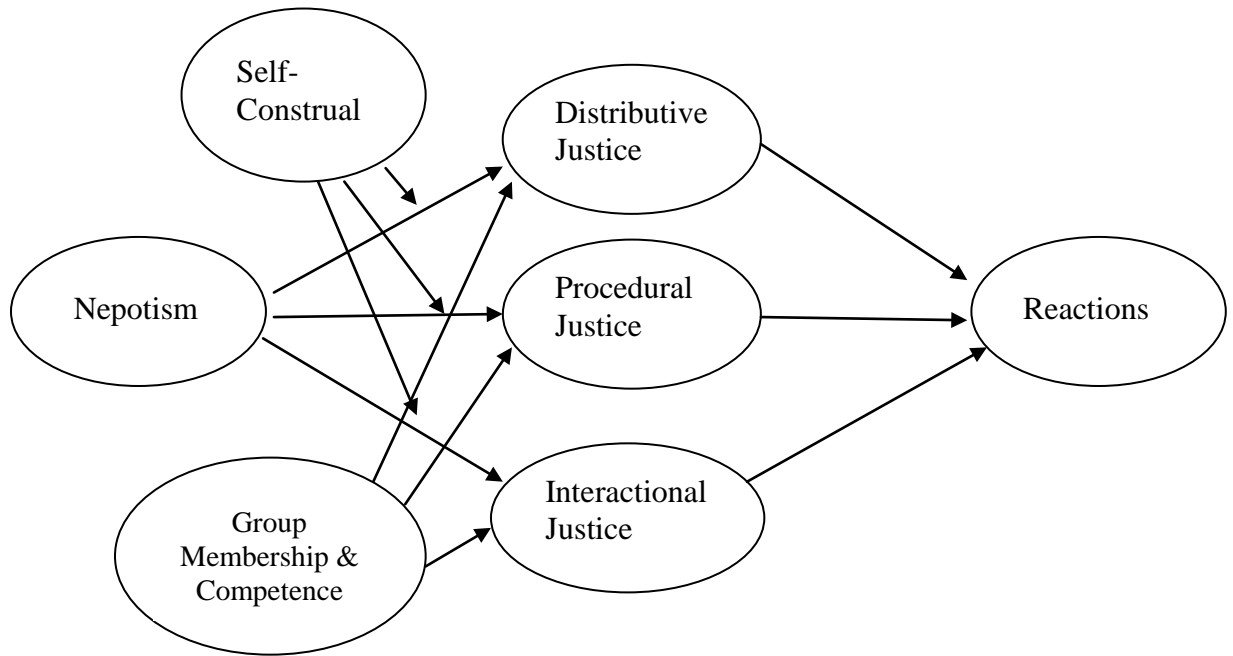 Self-
Construal
Distributive
Justice
Nepotism
Procedural
Justice
Reactions
Interactional
Justice
Group
Membership &
Competence